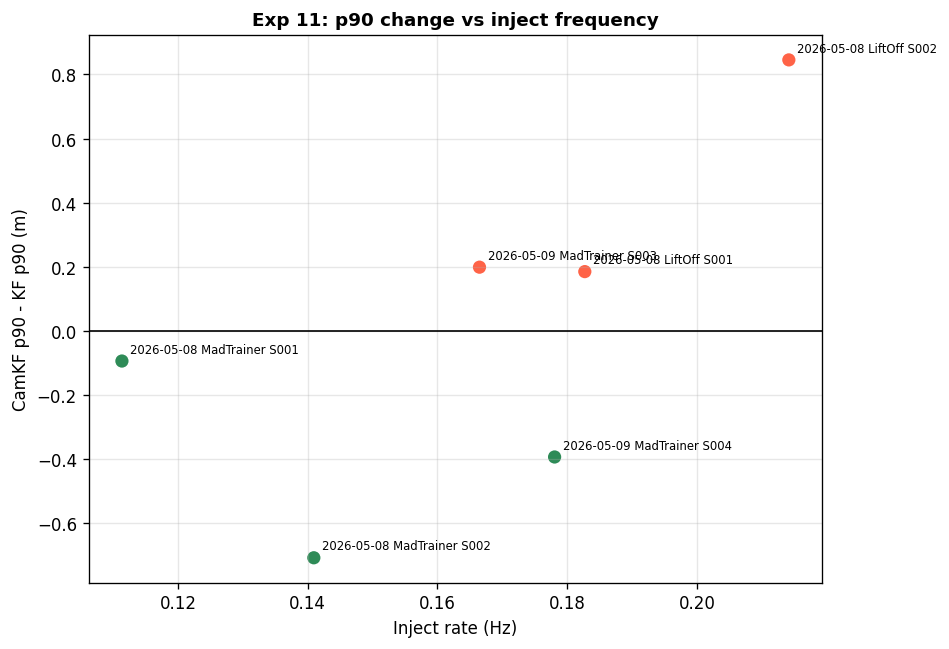 Exp 11: p90 change vs inject frequency
2026-05-08 LiftOff S002
2026-05-09 MadTrainer S003
2026-05-08 LiftOff S001
2026-05-08 MadTrainer S001
2026-05-09 MadTrainer S004
2026-05-08 MadTrainer S002
CamKF p90 - KF p90 (m)
0.8
0.6
0.4
0.2
0.0
−0.2
−0.4
−0.6
0.12 0.14 0.16 0.18 0.20
Inject rate (Hz)